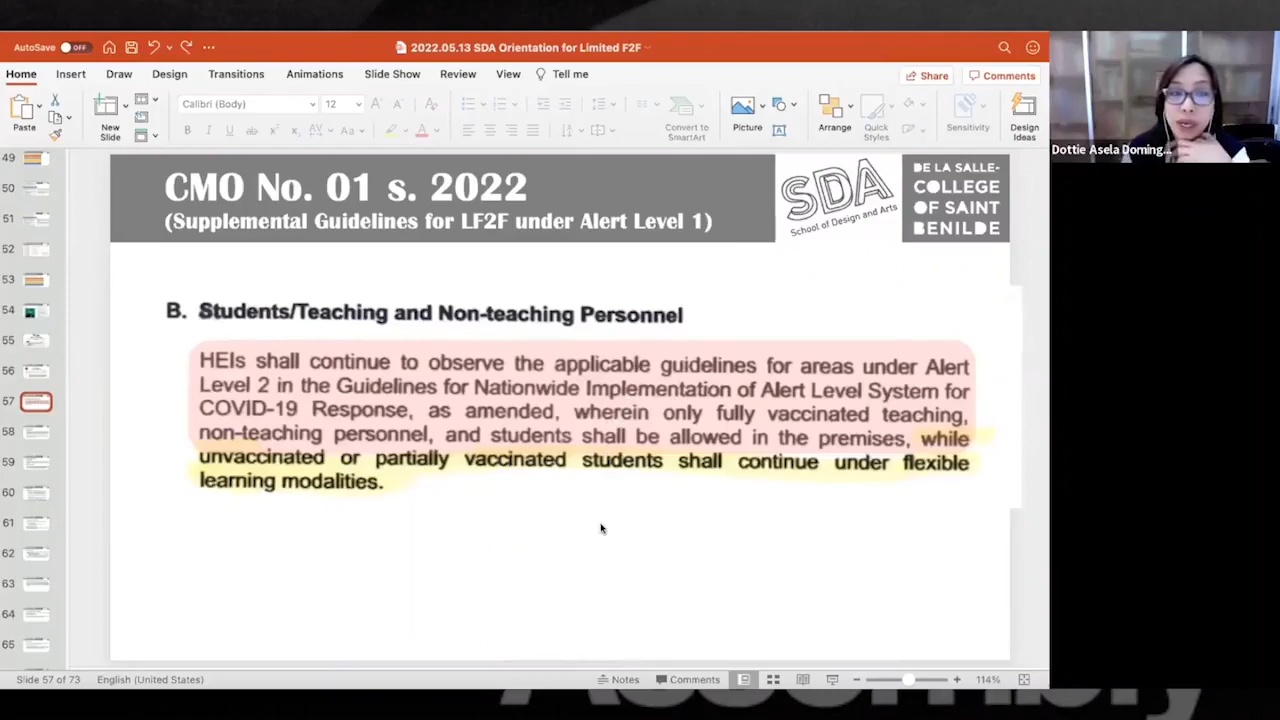 AutoSave OFF
2022.05.13 SDA Orientation for Limited F2F
Home Insert Draw Design Transitions Animations Slide Show Review View Tell me
Share Comments
Paste
New Slide
Calibri (Body) 12
B I U ab x² x₂ AV Aa A
Convert to SmartArt
Picture
Arrange
Quick Styles
Sensitivity
Design Ideas
Dottie Asela Doming...
49
50
51
52
53
54
55
56
57
58
59
60
61
62
63
64
65
CMO No. 01 s. 2022
(Supplemental Guidelines for LF2F under Alert Level 1)
SDA
School of Design and Arts
DE LA SALLE-
COLLEGE
OF SAINT
BENILDE
B. Students/Teaching and Non-teaching Personnel
HEIs shall continue to observe the applicable guidelines for areas under Alert
Level 2 in the Guidelines for Nationwide Implementation of Alert Level System for
COVID-19 Response, as amended, wherein only fully vaccinated teaching,
non-teaching personnel, and students shall be allowed in the premises, while
unvaccinated or partially vaccinated students shall continue under flexible
learning modalities.
Slide 57 of 73 English (United States)
Notes Comments 114%
Assembly